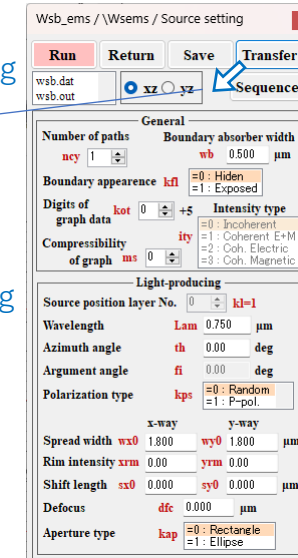 Wsb_ems / \Wsems / Source setting
Run Return Save Transfer
g
wsb.dat
wsb.out
xz yz Sequence
General
Number of paths Boundary absorber width
ncy 1 wb 0.500 μm
Boundary appearence kfl =0 : Hiden
=1 : Exposed
Digits of
graph data kot 0 +5 Intensity type
ity =0 : Incoherent
=1 : Coherent E+M
=2 : Coh. Electric
=3 : Coh. Magnetic
Compressibility
of graph ms 0
Light-producing
g
Source position layer No. 0 kl=1
Wavelength Lam 0.750 μm
Azimuth angle th 0.00 deg
Argument angle fi 0.00 deg
Polarization type kps =0 : Random
=1 : P-pol.
x-way y-way
Spread width wx0 1.800 wy0 1.800 μm
Rim intensity xrm 0.00 yrm 0.00
Shift length sx0 0.000 sy0 0.000 μm
Defocus dfc 0.000 μm
Aperture type kap =0 : Rectangle
=1 : Ellipse